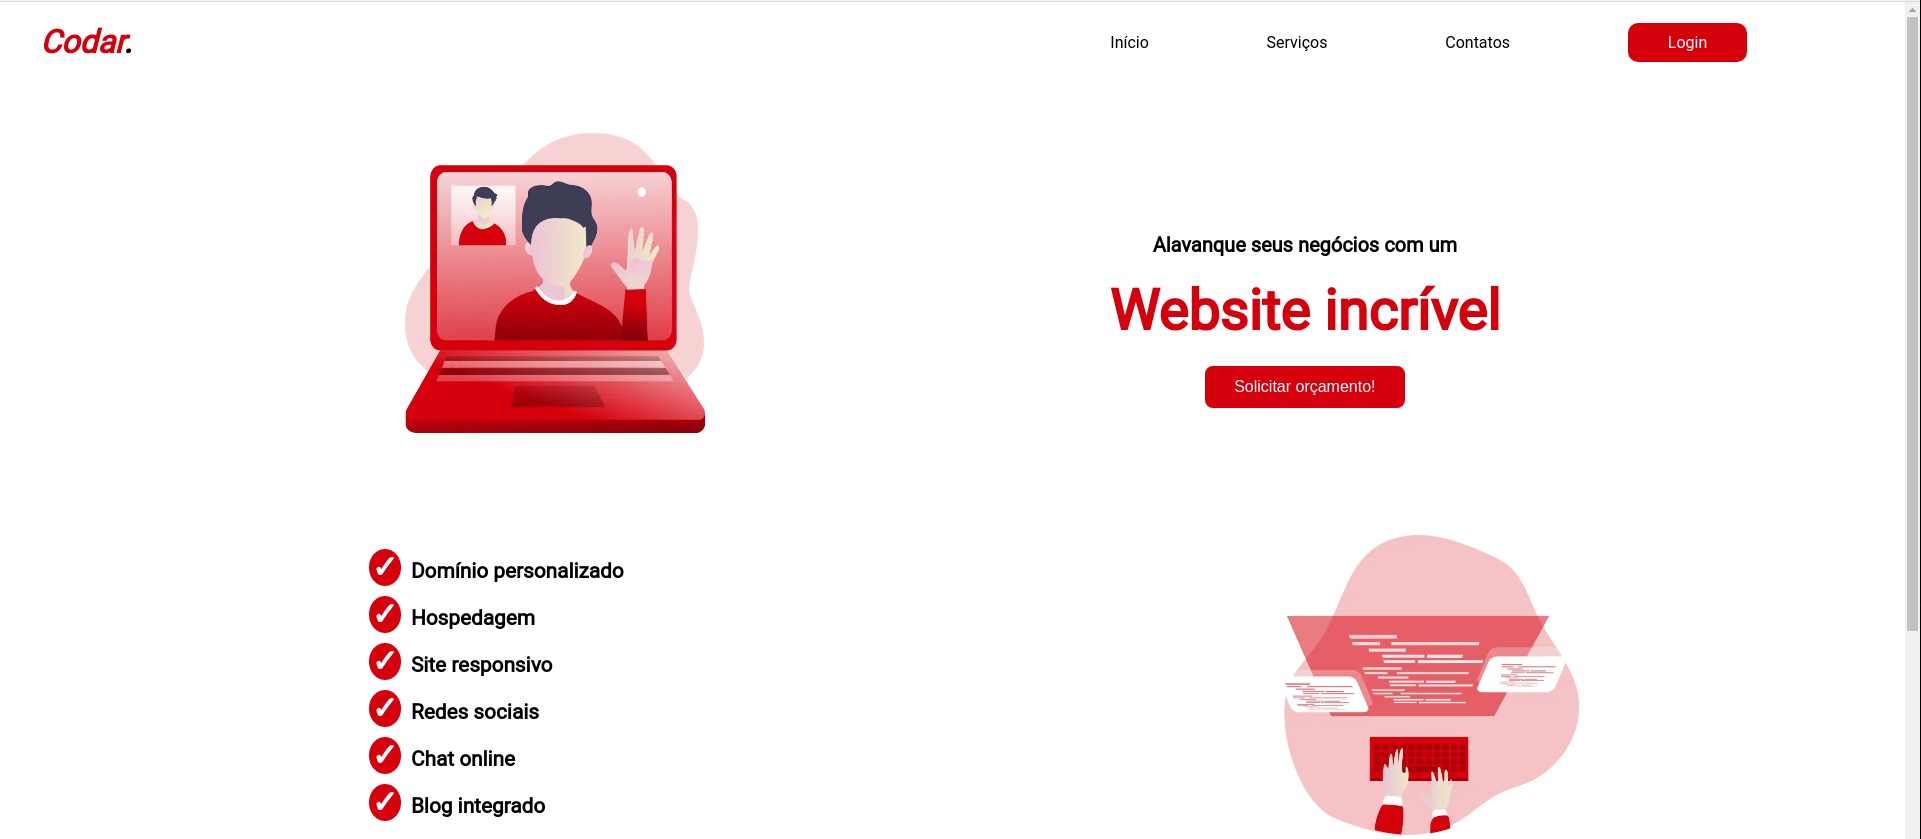 Codar.
Início
Serviços
Contatos
Login
Alavanque seus negócios com um
Website incrível
Solicitar orçamento!
Domínio personalizado
Hospedagem
Site responsivo
Redes sociais
Chat online
Blog integrado